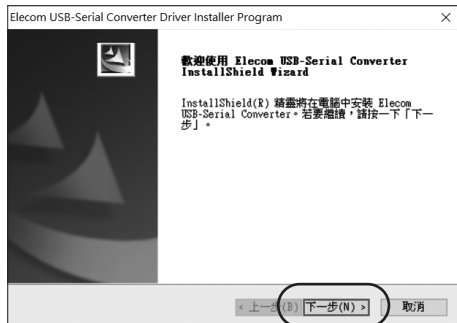 Elecom USB-Serial Converter Driver Installer Program
歡迎使用 Elecom USB-Serial Converter
InstallShield Wizard
InstallShield(R) 精靈將在電腦中安裝 Elecom
USB-Serial Converter。若要繼續，請按一下「下一
步」。
< 上一步(B) 下一步(N) > 取消